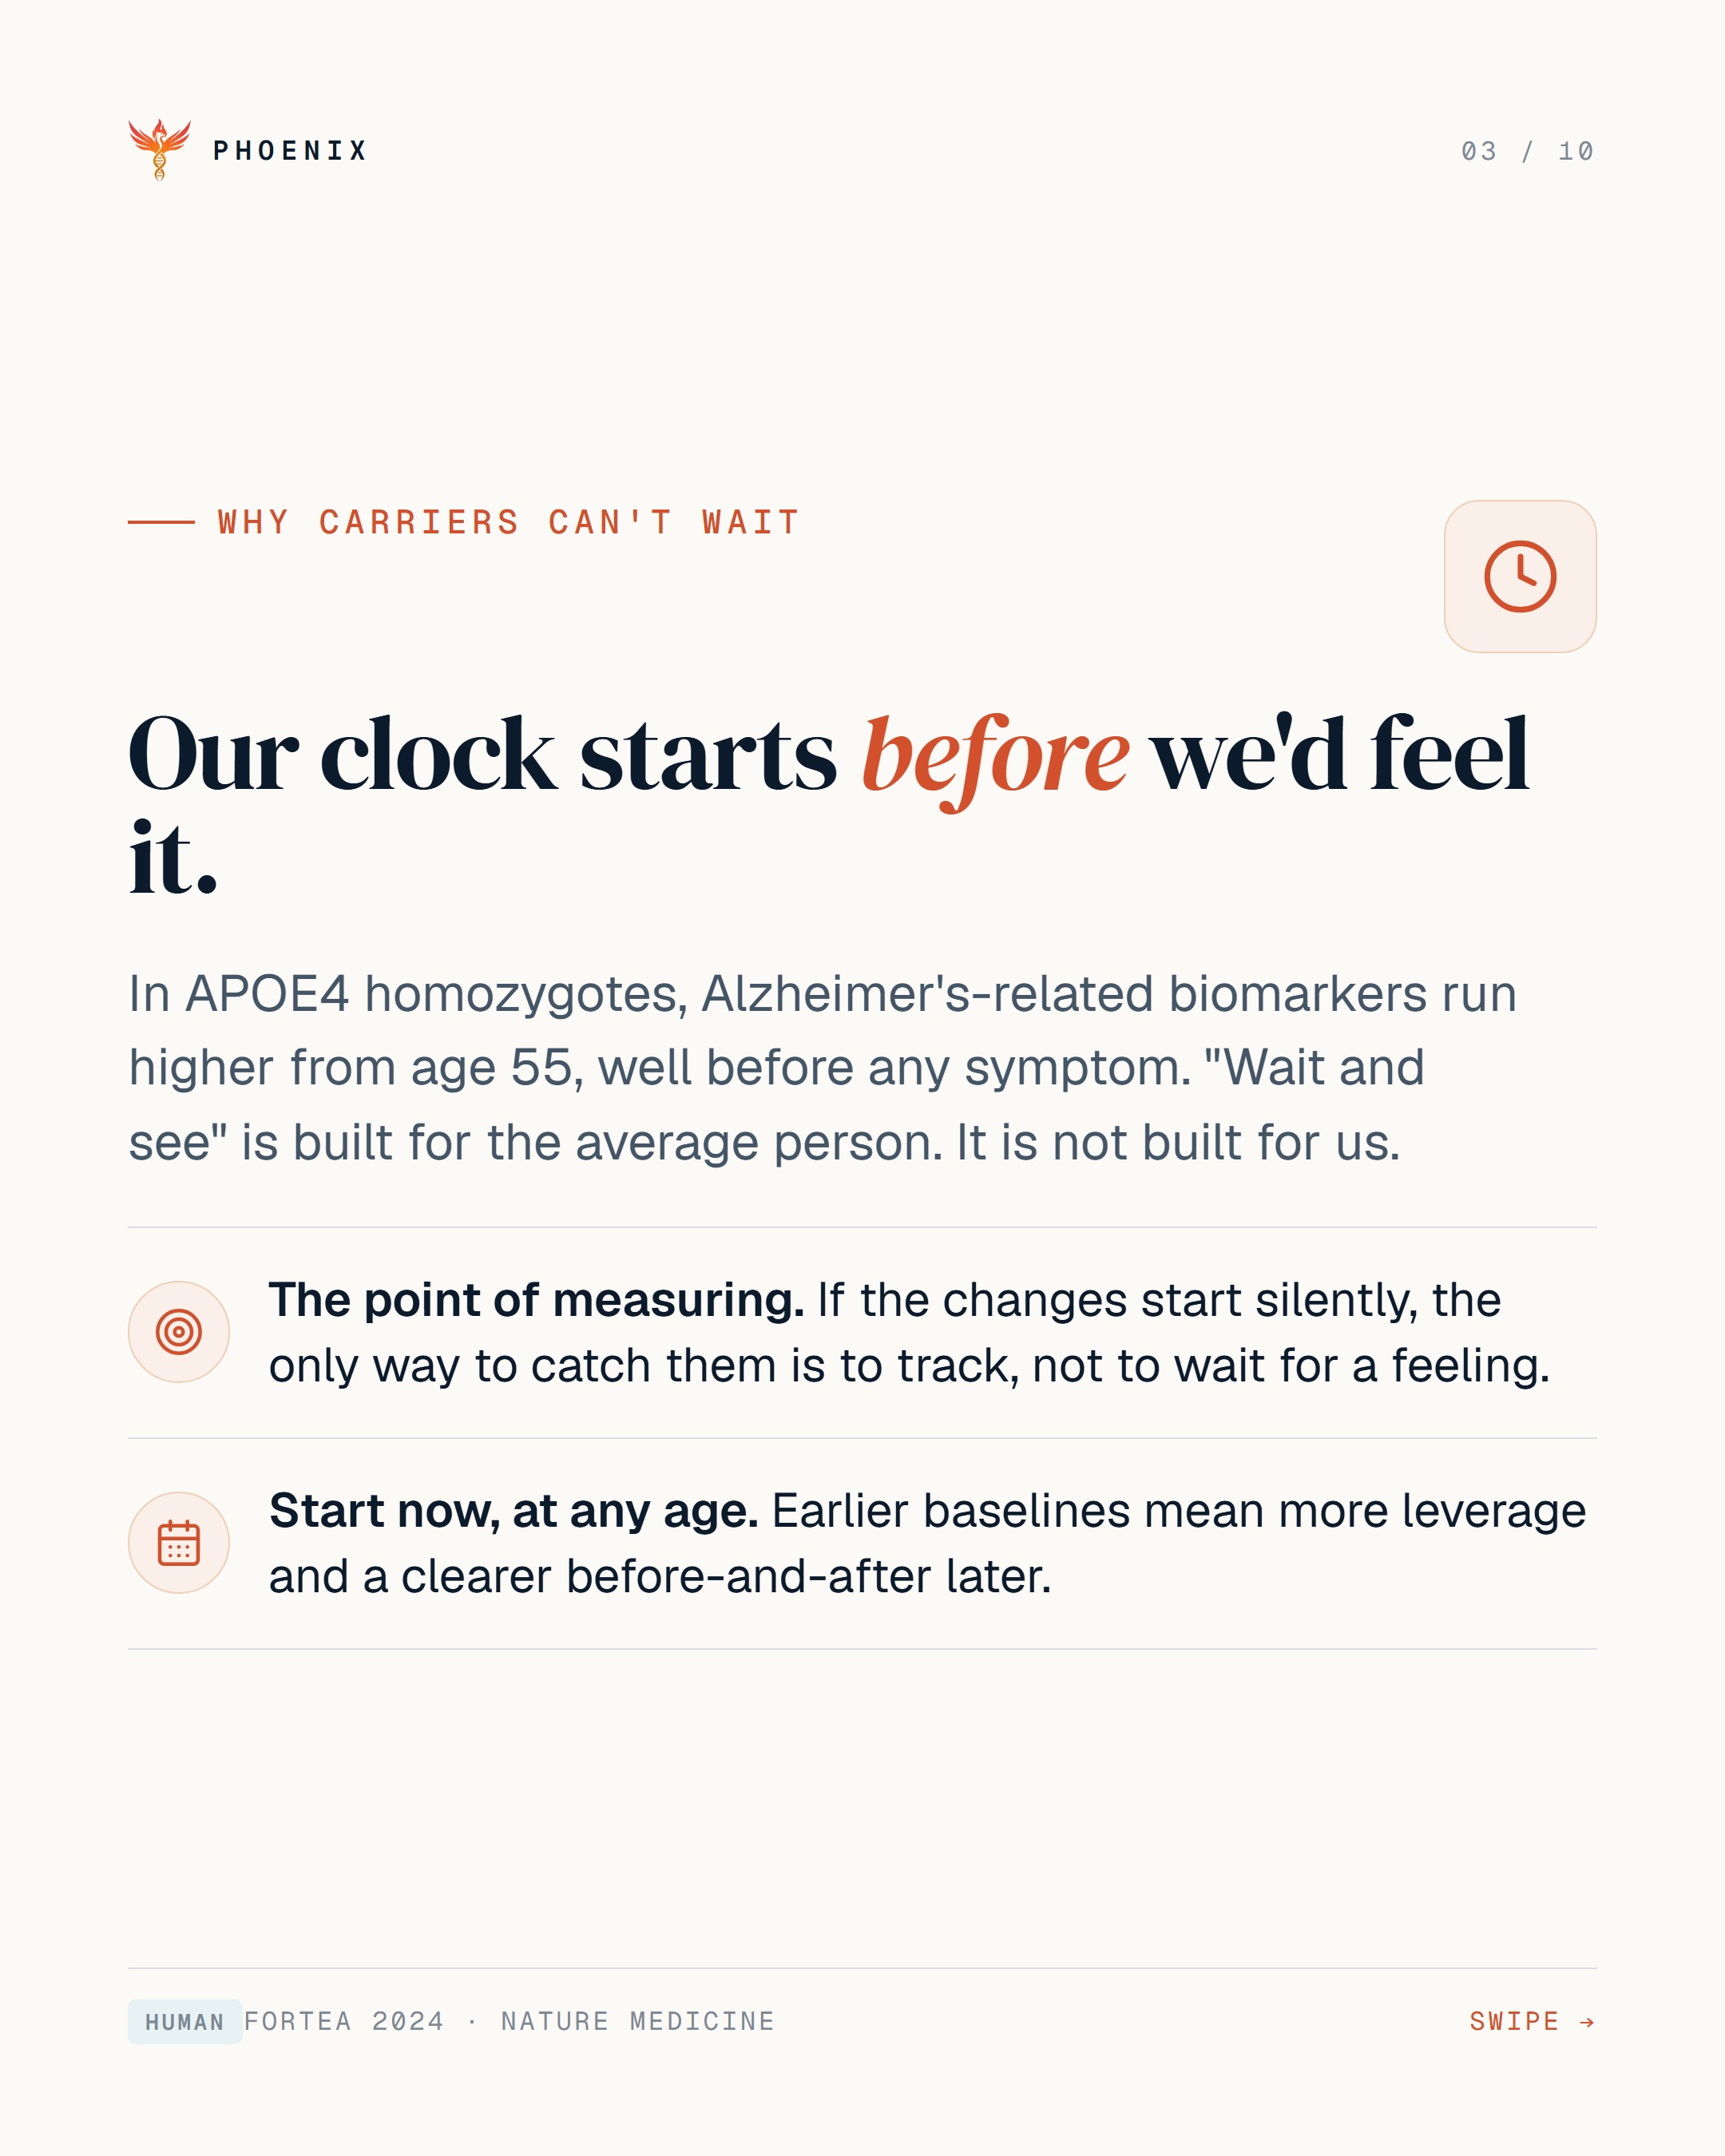 PHOENIX
03 / 10
WHY CARRIERS CAN'T WAIT
Our clock starts before we'd feel
it.
In APOE4 homozygotes, Alzheimer's-related biomarkers run
higher from age 55, well before any symptom. "Wait and
see" is built for the average person. It is not built for us.
The point of measuring. If the changes start silently, the
only way to catch them is to track, not to wait for a feeling.
Start now, at any age. Earlier baselines mean more leverage
and a clearer before-and-after later.
HUMAN FORTEA 2024 · NATURE MEDICINE
SWIPE →